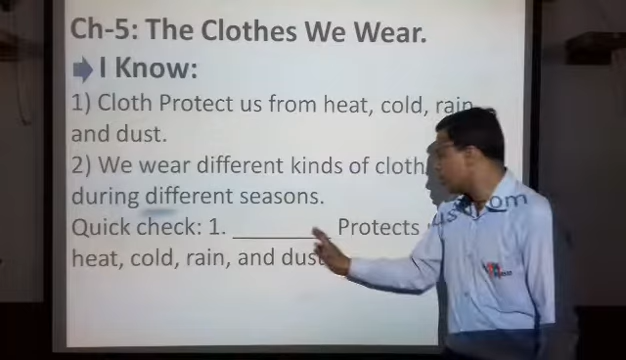 Ch-5: The Clothes We Wear.
I Know:
1) Cloth Protect us from heat, cold, rain
and dust.
2) We wear different kinds of cloth
during different seasons.
Quick check: 1. ________ Protects us from
heat, cold, rain, and dust